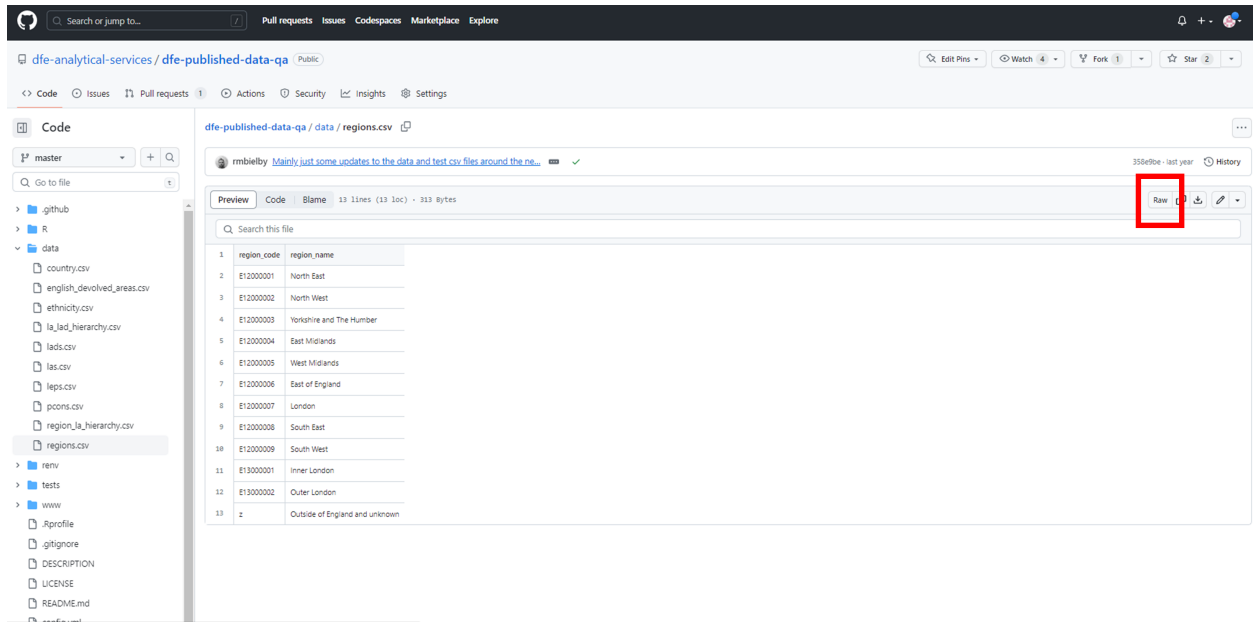 Search or jump to... / Pull requests Issues Codespaces Marketplace Explore
dfe-analytical-services / dfe-published-data-qa Public Edit Pins Watch 4 Fork 1 Star 2
Code Issues Pull requests 1 Actions Security Insights Settings
Code
master
Go to file t
.github
R
data
country.csv
english_devolved_areas.csv
ethnicity.csv
la_lad_hierarchy.csv
lads.csv
las.csv
leps.csv
pcons.csv
region_la_hierarchy.csv
regions.csv
renv
tests
www
.Rprofile
.gitignore
DESCRIPTION
LICENSE
README.md
config.yml
dfe-published-data-qa / data / regions.csv
rmbielby Mainly just some updates to the data and test csv files around the ne... 358e9be · last year History
Preview Code Blame 13 lines (13 loc) · 313 Bytes Raw
Search this file
1 region_code region_name
2 E12000001 North East
3 E12000002 North West
4 E12000003 Yorkshire and The Humber
5 E12000004 East Midlands
6 E12000005 West Midlands
7 E12000006 East of England
8 E12000007 London
9 E12000008 South East
10 E12000009 South West
11 E13000001 Inner London
12 E13000002 Outer London
13 z Outside of England and unknown